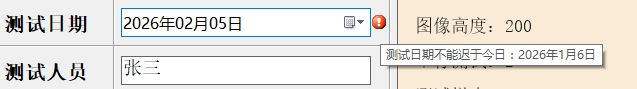 测试日期
2026年02月05日
图像高度：200
测试日期不能迟于今日：2026年1月6日
测试人员
张三